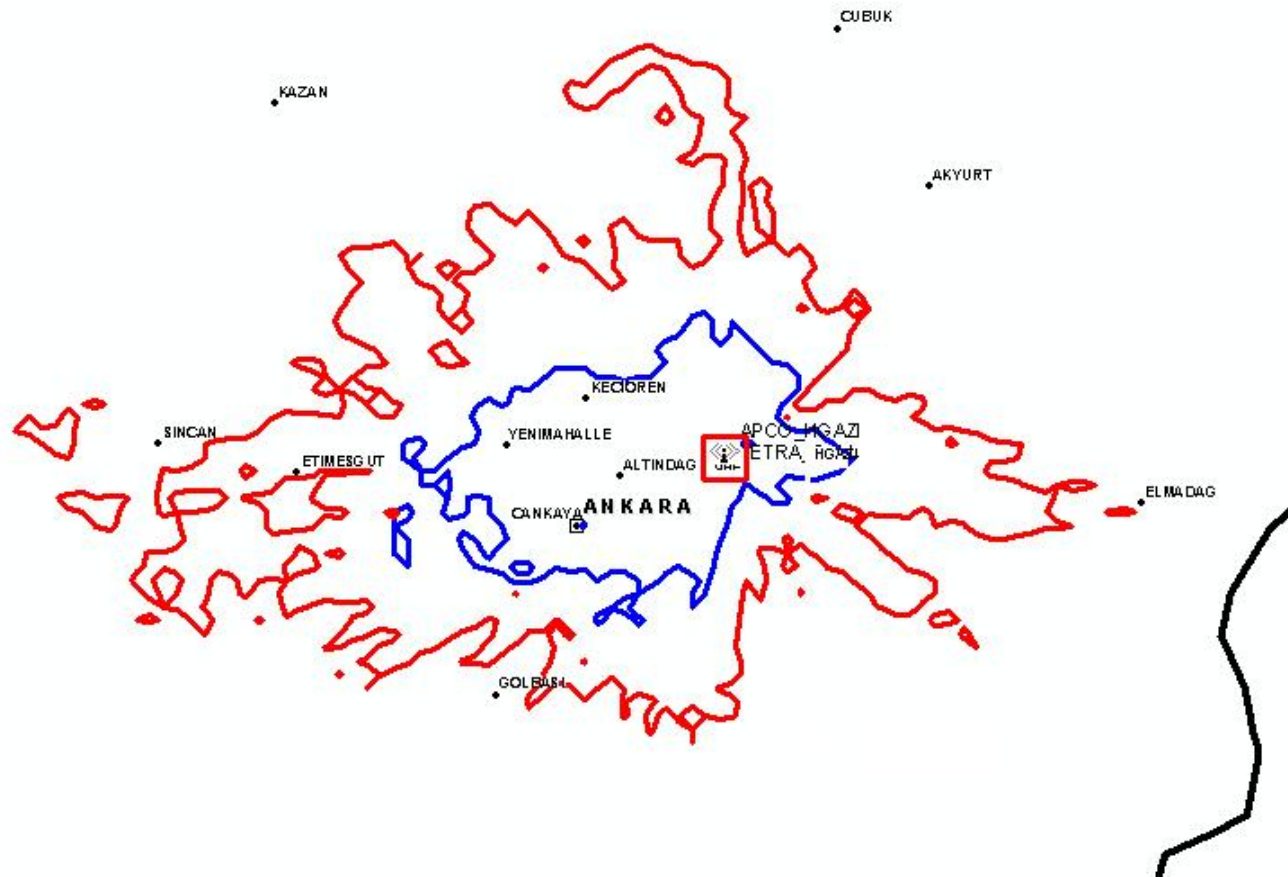 CUBUK
KAZAN
AKYURT
KECIOREN
APCO_HGAZI
YENIMAHALLE
SINCAN
ETIMESGUT
ALTINDAG
ELMADAG
CANKAYA
ANKARA
GOLBASI